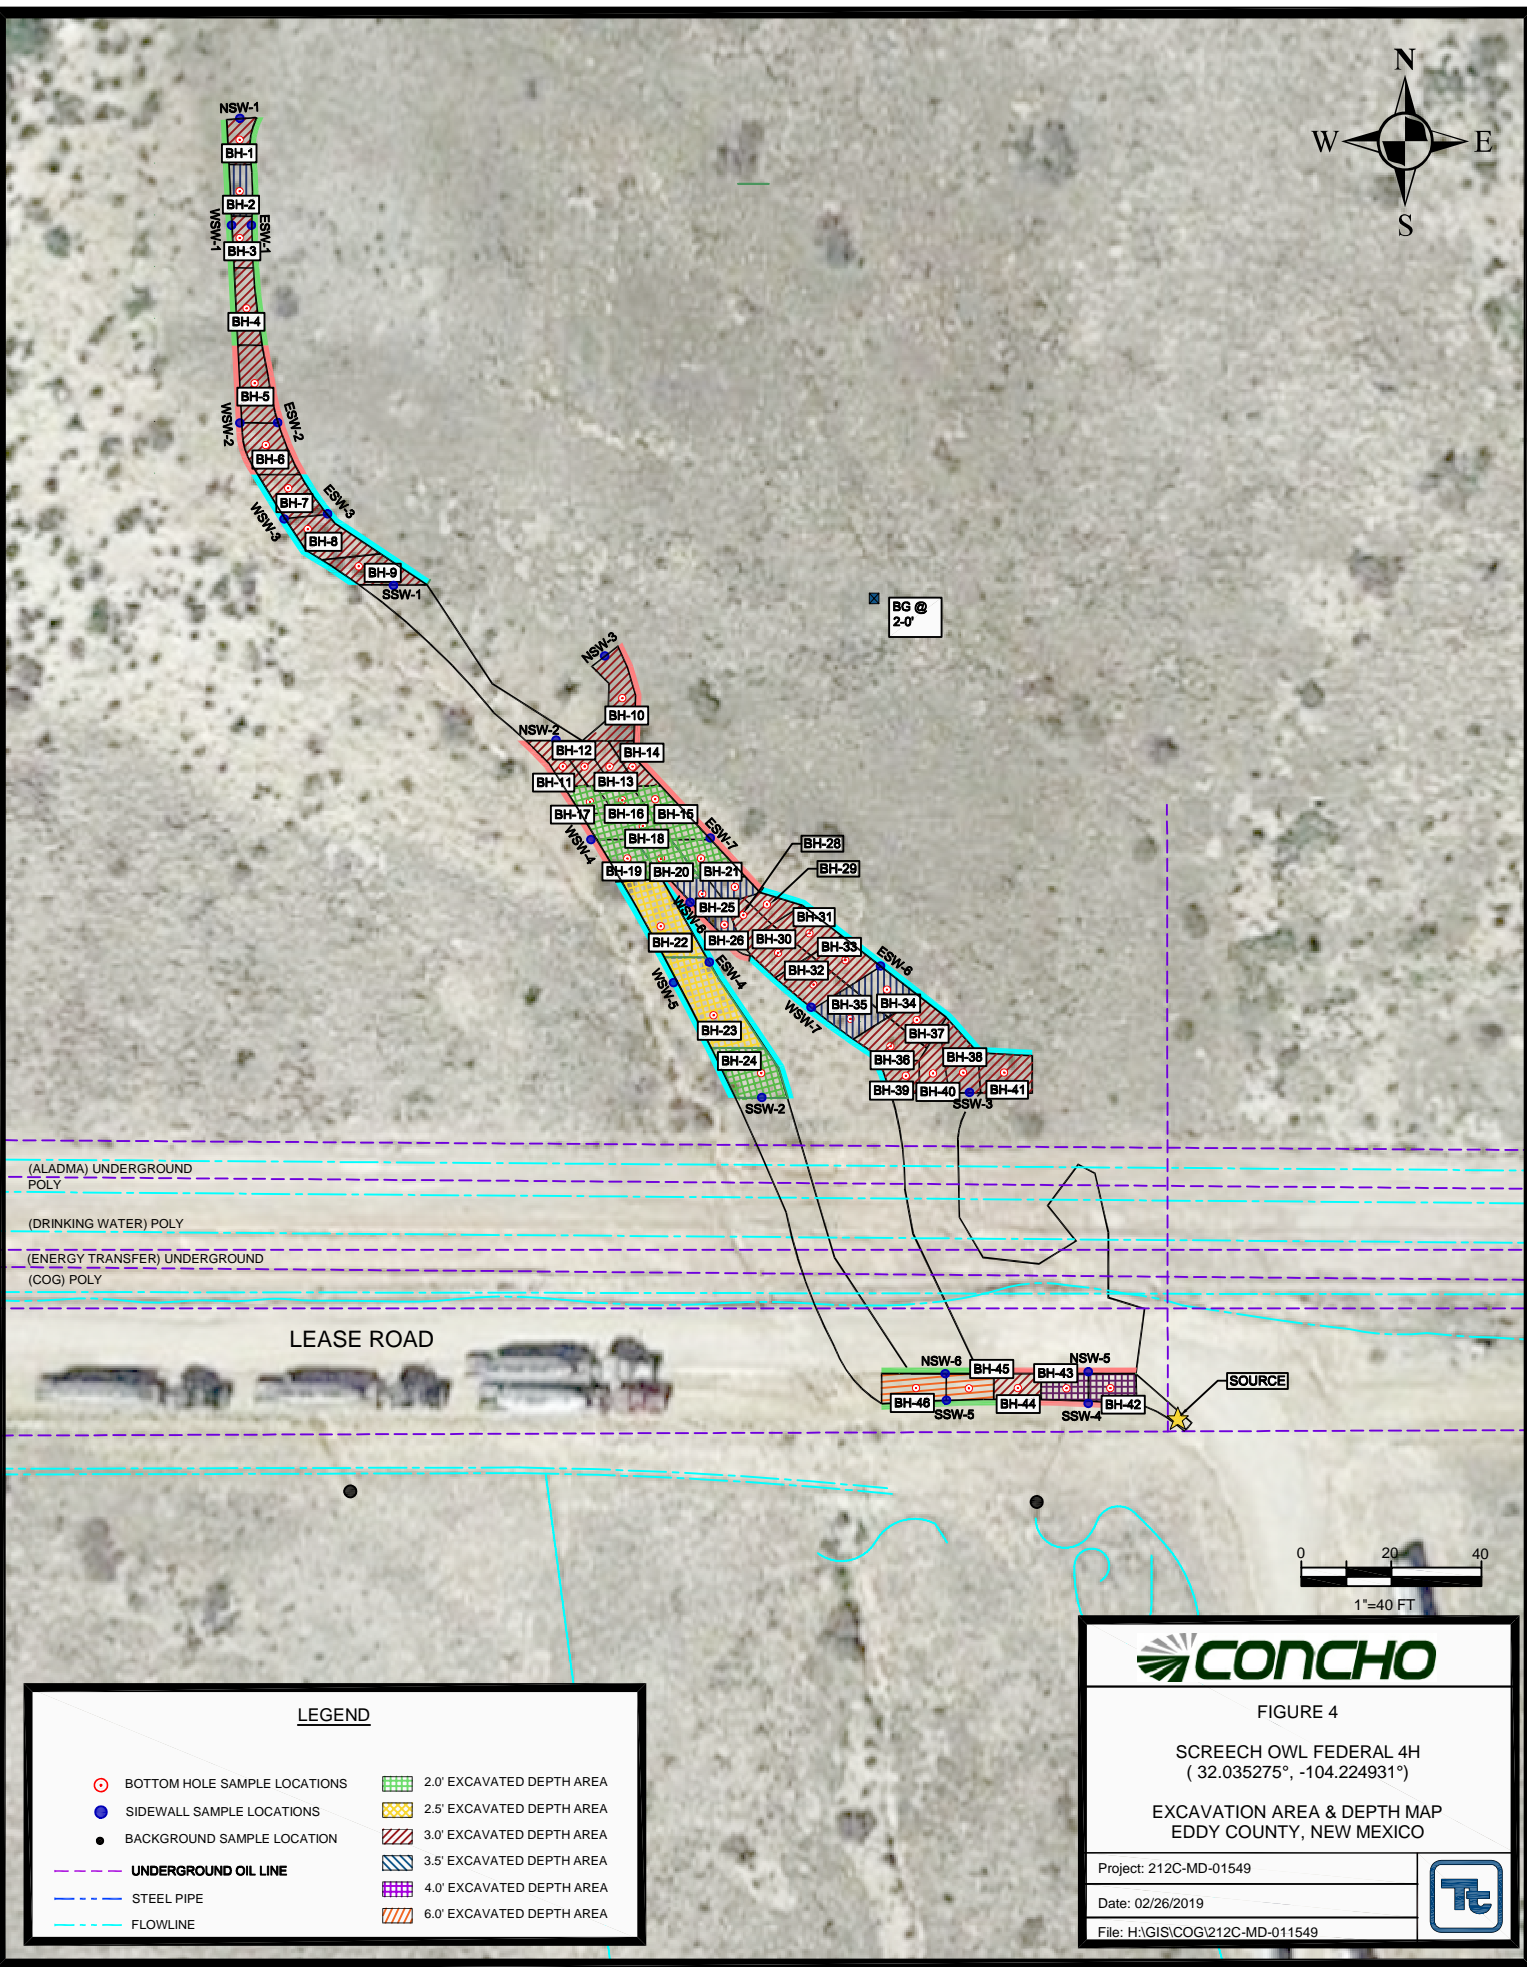 N
W E
S
NSW-1
BH-1
BH-2
WSW-1
ESW-1
BH-3
BH-4
BH-5
WSW-2
ESW-2
BH-6
BH-7
ESW-3
WSW-3
BH-8
BH-9
SSW-1
BG @
2-0'
NSW-3
BH-10
NSW-2
BH-12
BH-14
BH-11
BH-13
BH-17
BH-16
BH-15
WSW-4
BH-18
ESW-7
BH-28
BH-19
BH-20
BH-21
BH-29
WSW-6
BH-25
BH-31
BH-22
BH-26
BH-30
BH-33
ESW-4
ESW-6
WSW-5
BH-32
WSW-7
BH-35
BH-34
BH-23
BH-37
BH-24
BH-36
BH-38
BH-39
BH-40
BH-41
SSW-2
SSW-3
(ALADMA) UNDERGROUND
POLY
(DRINKING WATER) POLY
(ENERGY TRANSFER) UNDERGROUND
(COG) POLY
LEASE ROAD
NSW-6
BH-45
BH-43
NSW-5
SOURCE
BH-46
SSW-5
BH-44
SSW-4
BH-42
0 20 40
1"=40 FT
LEGEND
BOTTOM HOLE SAMPLE LOCATIONS
SIDEWALL SAMPLE LOCATIONS
BACKGROUND SAMPLE LOCATION
UNDERGROUND OIL LINE
STEEL PIPE
FLOWLINE
2.0' EXCAVATED DEPTH AREA
2.5' EXCAVATED DEPTH AREA
3.0' EXCAVATED DEPTH AREA
3.5' EXCAVATED DEPTH AREA
4.0' EXCAVATED DEPTH AREA
6.0' EXCAVATED DEPTH AREA
CONCHO
FIGURE 4
SCREECH OWL FEDERAL 4H
( 32.035275°, -104.224931°)
EXCAVATION AREA & DEPTH MAP
EDDY COUNTY, NEW MEXICO
Project: 212C-MD-01549
Date: 02/26/2019
File: H:\GIS\COG\212C-MD-011549
Tt